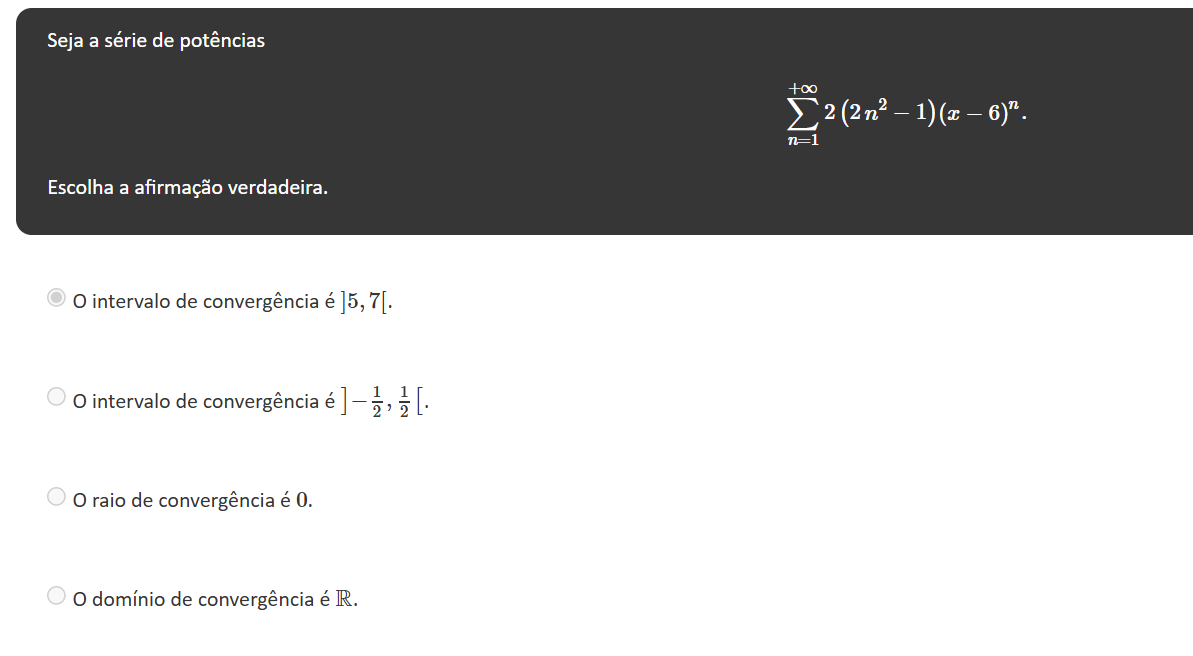 Seja a série de potências
$$\sum_{n=1}^{+\infty} 2\left(2n^2-1\right)(x-6)^n.$$
Escolha a afirmação verdadeira.
O intervalo de convergência é ]5, 7[.
O intervalo de convergência é $\left]-\frac{1}{2}, \frac{1}{2}\right[$.
O raio de convergência é 0.
O domínio de convergência é ℝ.